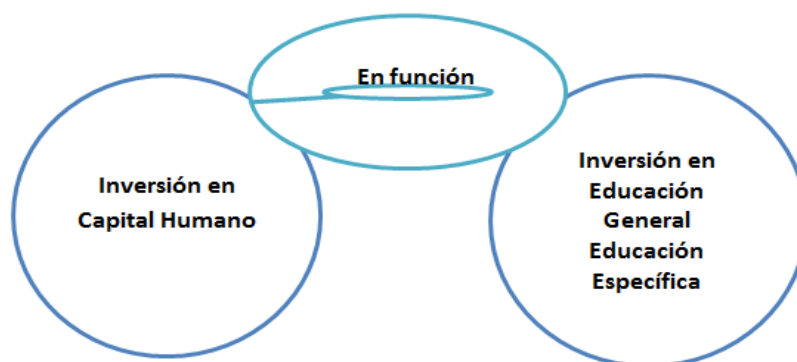 En función
Inversión en
Capital Humano
Inversión en
Educación
General
Educación
Específica